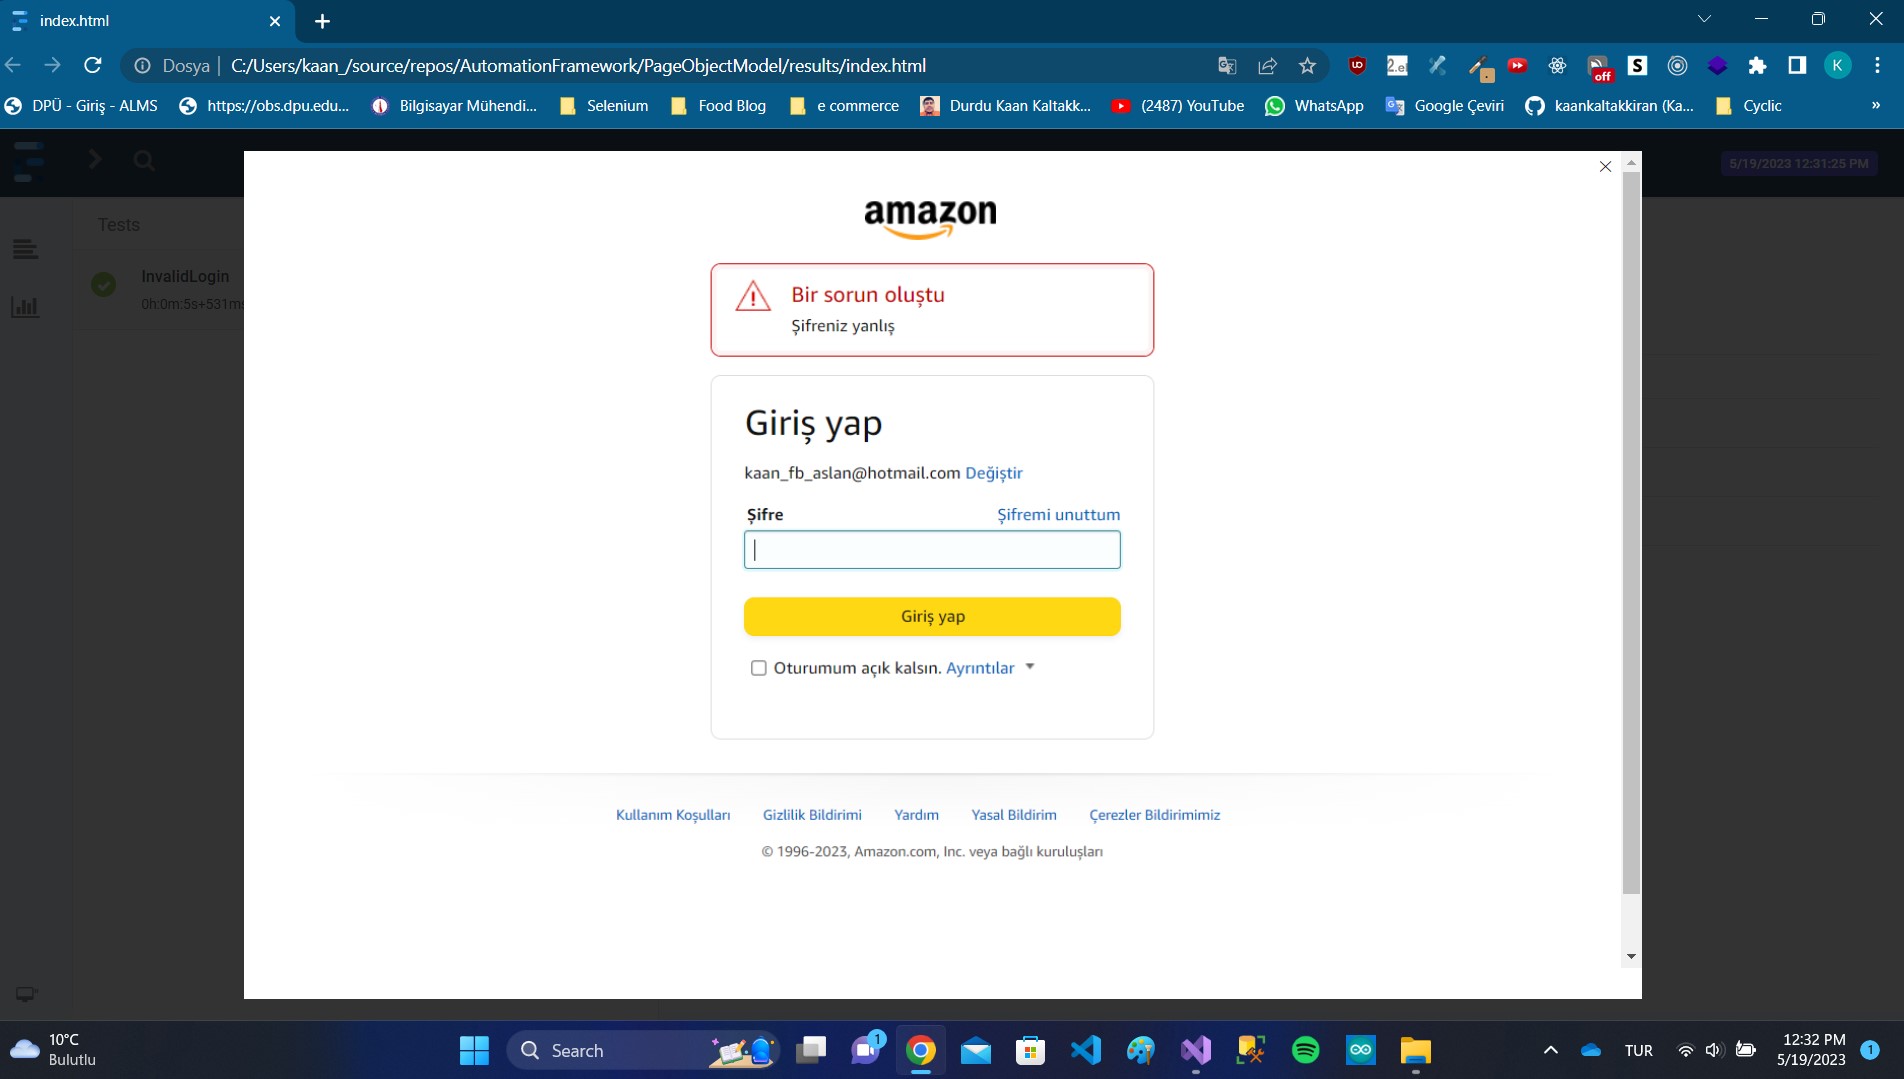 index.html
Dosya
C:/Users/kaan_/source/repos/AutomationFramework/PageObjectModel/results/index.html
off
K
DPÜ - Giriş - ALMS
https://obs.dpu.edu...
Bilgisayar Mühendi...
Selenium
Food Blog
e commerce
Durdu Kaan Kaltakk...
(2487) YouTube
WhatsApp
Google Çeviri
kaankaltakkiran (Ka...
Cyclic
»
5/19/2023 12:31:25 PM
Tests
InvalidLogin
0h:0m:5s+531ms
amazon
Bir sorun oluştu
Şifreniz yanlış
Giriş yap
kaan_fb_aslan@hotmail.com Değiştir
Şifre
Şifremi unuttum
Giriş yap
Oturumum açık kalsın. Ayrıntılar
Kullanım Koşulları
Gizlilik Bildirimi
Yardım
Yasal Bildirim
Çerezler Bildirimimiz
© 1996-2023, Amazon.com, Inc. veya bağlı kuruluşları
10°C
Bulutlu
Search
1
TUR
12:32 PM
5/19/2023
1